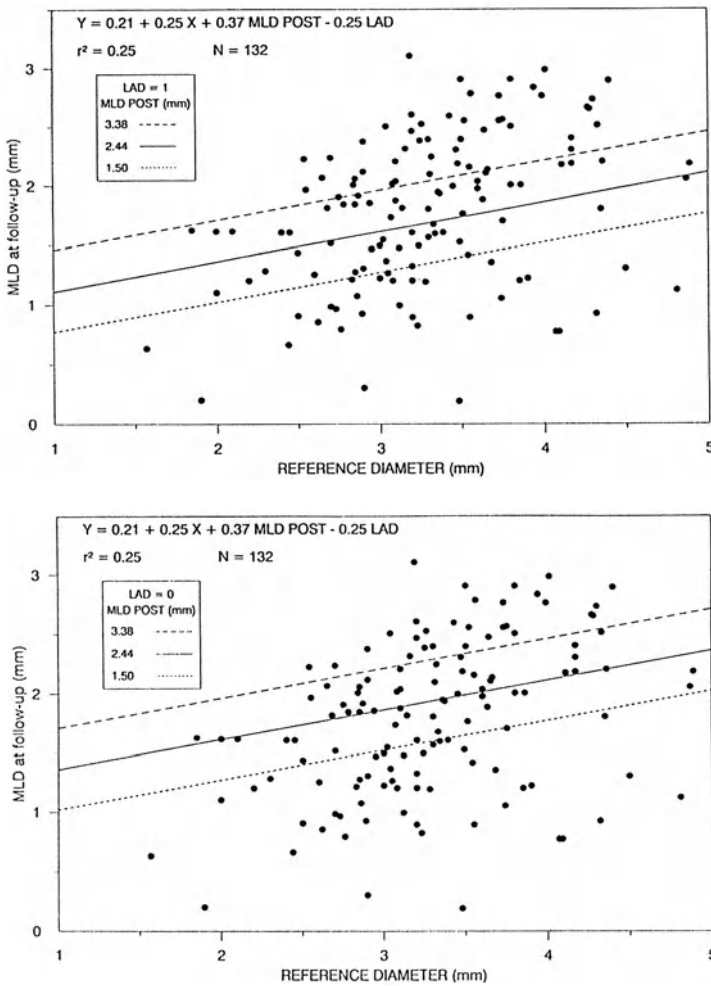 Y = 0.21 + 0.25 X + 0.37 MLD POST - 0.25 LAD
r² = 0.25 N = 132
LAD = 1
MLD POST (mm)
3.38
2.44
1.50
MLD at follow-up (mm)
3
2
1
0
1 2 3 4 5
REFERENCE DIAMETER (mm)
Y = 0.21 + 0.25 X + 0.37 MLD POST - 0.25 LAD
r² = 0.25 N = 132
LAD = 0
MLD POST (mm)
3.38
2.44
1.50
MLD at follow-up (mm)
3
2
1
0
1 2 3 4 5
REFERENCE DIAMETER (mm)